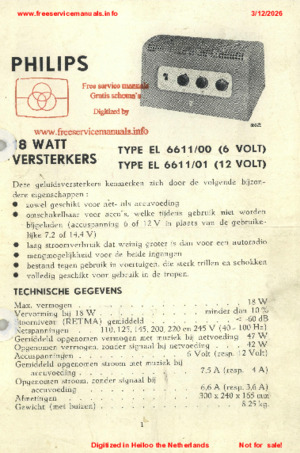 www.freeservicemanuals.info 3/12/2026
PHILIPS
Free service manuals
Gratis schema's
Digitized by
www.freeservicemanuals.info
18 WATT
VERSTERKERS
TYPE EL 6611/00 (6 VOLT)
TYPE EL 6611/01 (12 VOLT)
Deze geluidsversterkers kenmerken zich door de volgende bijzon-
dere eigenschappen:
● zowel geschikt voor net- als accuvoeding
● omschakelbaar voor accu's, welke tijdens gebruik niet worden
bijgeladen (accuspanning 6 of 12 V in plaats van de gebruike-
lijke 7,2 of 14,4 V)
● laag stroomverbruik dat weinig groter is dan voor een autoradio
● mengmogelijkheid voor de beide ingangen
● bestand tegen gebruik in voertuigen, die sterk trillen en schokken
● volledig geschikt voor gebruik in de tropen.
TECHNISCHE GEGEVENS
Max. vermogen . . . 18 W
Vervorming bij 18 W . . . minder dan 10 %
Stoorniveau (RETMA) gemiddeld . . . < -60 dB
Netspanningen . . . 110, 127, 145, 200, 220 en 245 V (40 - 100 Hz)
Gemiddeld opgenomen vermogen met muziek bij netvoeding 47 W
Opgenomen vermogen, zonder signaal bij netvoeding . . 42 W
Accuspanningen . . . 6 Volt (resp. 12 Volt)
Gemiddeld opgenomen stroom met muziek bij
accuvoeding . . . 7,5 A (resp. 4 A)
Opgenomen stroom, zonder signaal bij
accuvoeding . . . 6,6 A (resp. 3,6 A)
Afmetingen . . . 300 x 240 x 165 mm
Gewicht (met buizen) . . . 8.25 kg.
1
Digitized in Heiloo the Netherlands Not for sale!